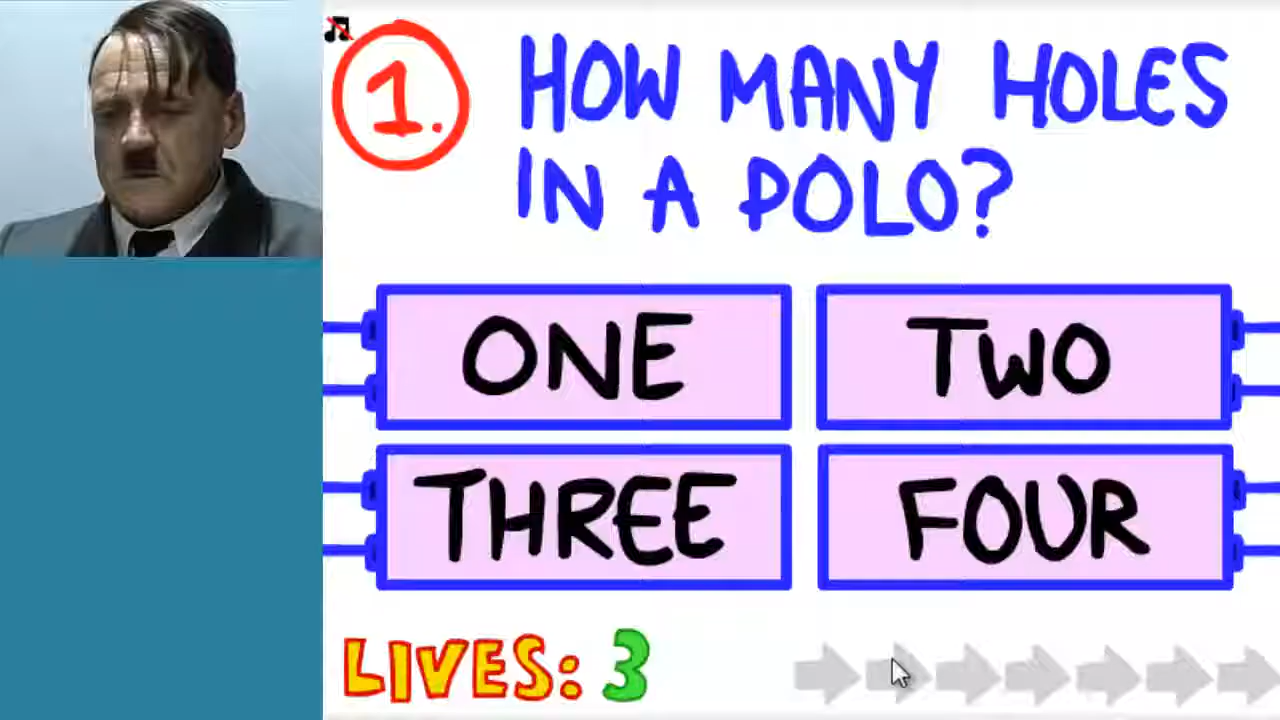 1.
HOW MANY HOLES
IN A POLO?
ONE
TWO
THREE
FOUR
LIVES: 3